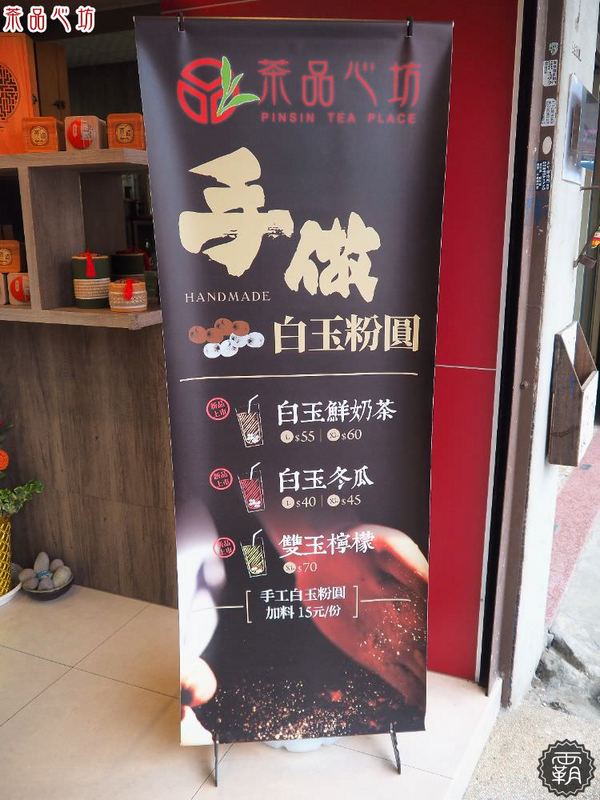 茶品心坊
茶品心坊
PINSIN TEA PLACE
手做
HANDMADE
白玉粉圓
新品上市
白玉鮮奶茶
L $55 | XL $60
新品上市
白玉冬瓜
L $40 | XL $45
新品上市
雙玉檸檬
XL $70
手工白玉粉圓
加料 15元/份
霸